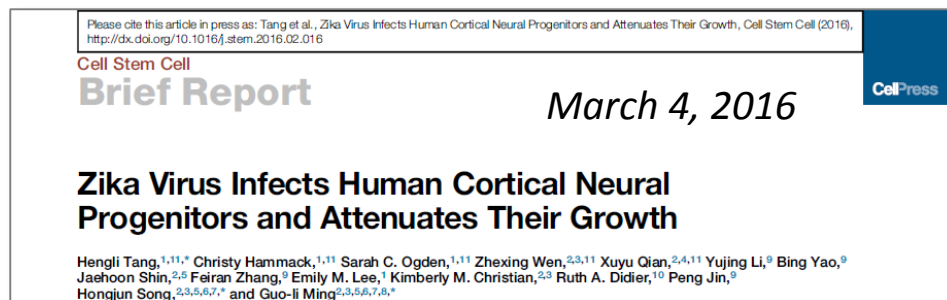 Please cite this article in press as: Tang et al., Zika Virus Infects Human Cortical Neural Progenitors and Attenuates Their Growth, Cell Stem Cell (2016),
http://dx.doi.org/10.1016/j.stem.2016.02.016
Cell Stem Cell
Brief Report
March 4, 2016
CellPress
Zika Virus Infects Human Cortical Neural
Progenitors and Attenuates Their Growth
Hengli Tang,1,11,* Christy Hammack,1,11 Sarah C. Ogden,1,11 Zhexing Wen,2,3,11 Xuyu Qian,2,4,11 Yujing Li,9 Bing Yao,9
Jaehoon Shin,2,5 Feiran Zhang,9 Emily M. Lee,1 Kimberly M. Christian,2,3 Ruth A. Didier,10 Peng Jin,9
Hongjun Song,2,3,5,6,7,* and Guo-li Ming2,3,5,6,7,8,*